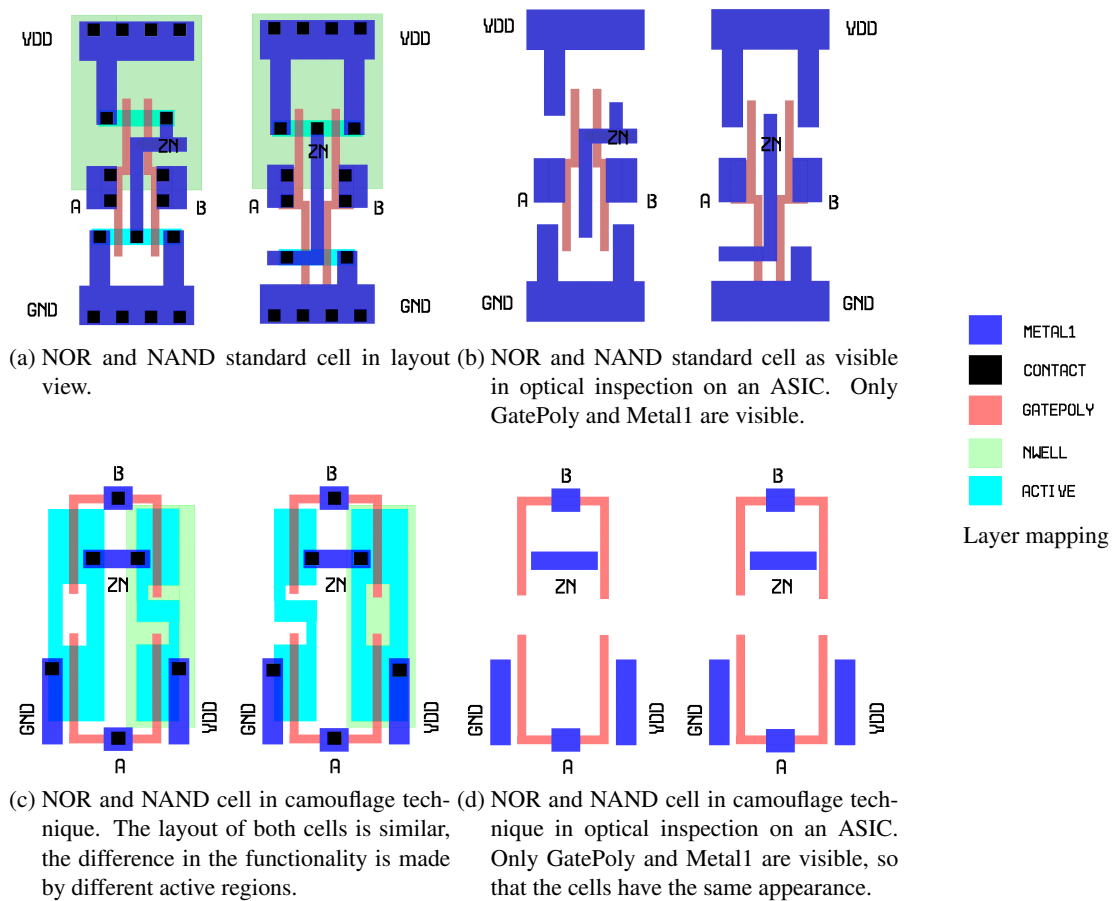 VDD
VDD
ZN
A
B
GND
VDD
VDD
ZN
A
B
GND
VDD
VDD
ZN
A
B
GND
ZN
A
B
GND
(a) NOR and NAND standard cell in layout
view.
(b) NOR and NAND standard cell as visible
in optical inspection on an ASIC. Only
GatePoly and Metal1 are visible.
METAL1
CONTACT
GATEPOLY
NWELL
ACTIVE
Layer mapping
B
ZN
GND
VDD
A
B
ZN
GND
VDD
A
B
ZN
GND
VDD
A
B
ZN
GND
VDD
A
(c) NOR and NAND cell in camouflage tech-
nique. The layout of both cells is similar,
the difference in the functionality is made
by different active regions.
(d) NOR and NAND cell in camouflage tech-
nique in optical inspection on an ASIC.
Only GatePoly and Metal1 are visible, so
that the cells have the same appearance.